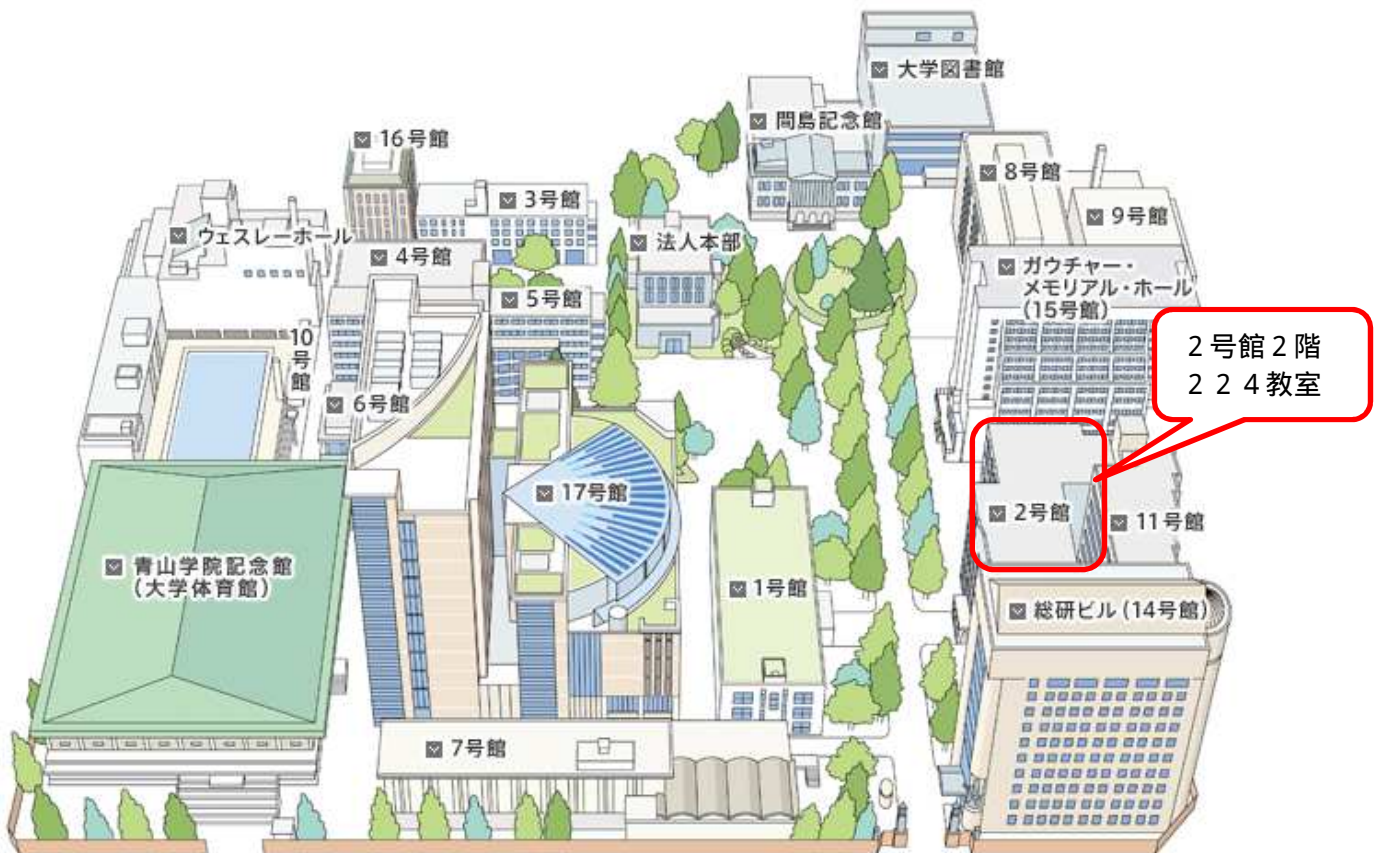 大学図書館
間島記念館
16号館
8号館
3号館
9号館
ウェスレーホール
法人本部
4号館
ガウチャー・
メモリアル・ホール
(15号館)
5号館
10
号
館
2号館2階
224教室
6号館
17号館
2号館
11号館
青山学院記念館
(大学体育館)
1号館
総研ビル(14号館)
7号館